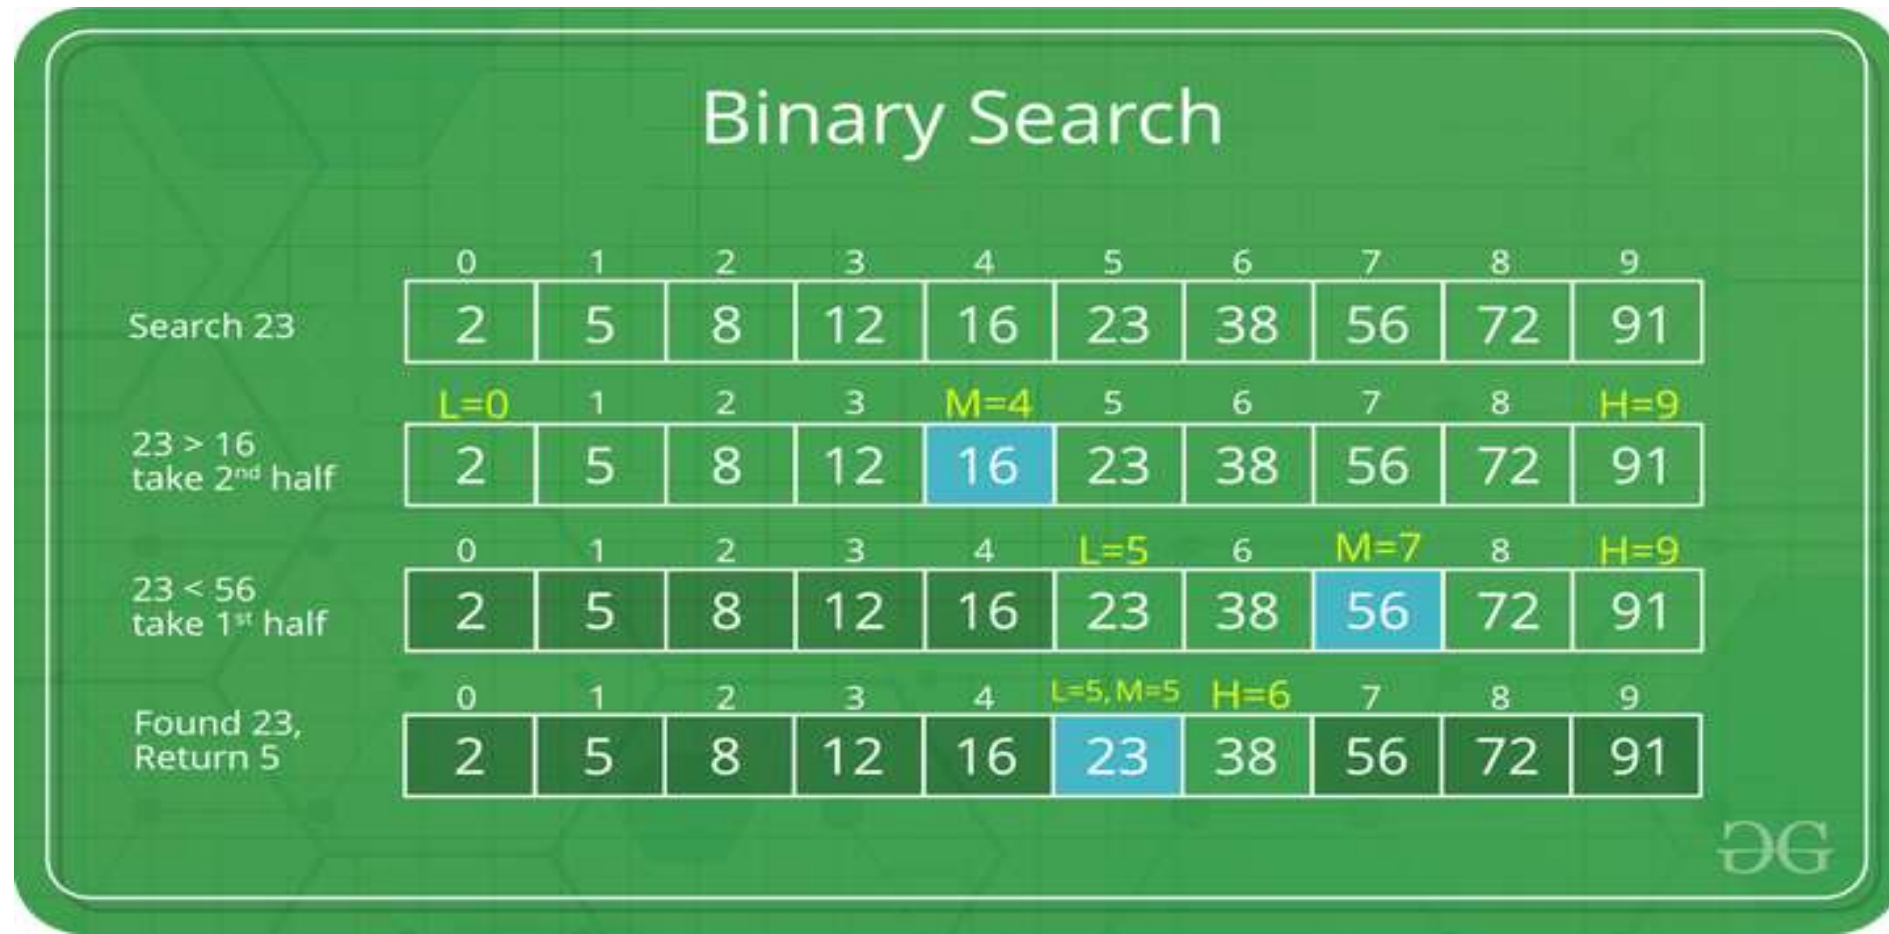 Binary Search
0 1 2 3 4 5 6 7 8 9
Search 23
2 5 8 12 16 23 38 56 72 91
L=0 1 2 3 M=4 5 6 7 8 H=9
23 > 16
take 2nd half
2 5 8 12 16 23 38 56 72 91
0 1 2 3 4 L=5 6 M=7 8 H=9
23 < 56
take 1st half
2 5 8 12 16 23 38 56 72 91
0 1 2 3 4 L=5, M=5 H=6 7 8 9
Found 23,
Return 5
2 5 8 12 16 23 38 56 72 91